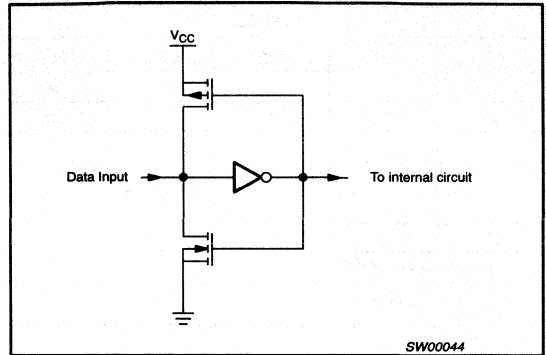 VCC
Data Input
To internal circuit
SW00044